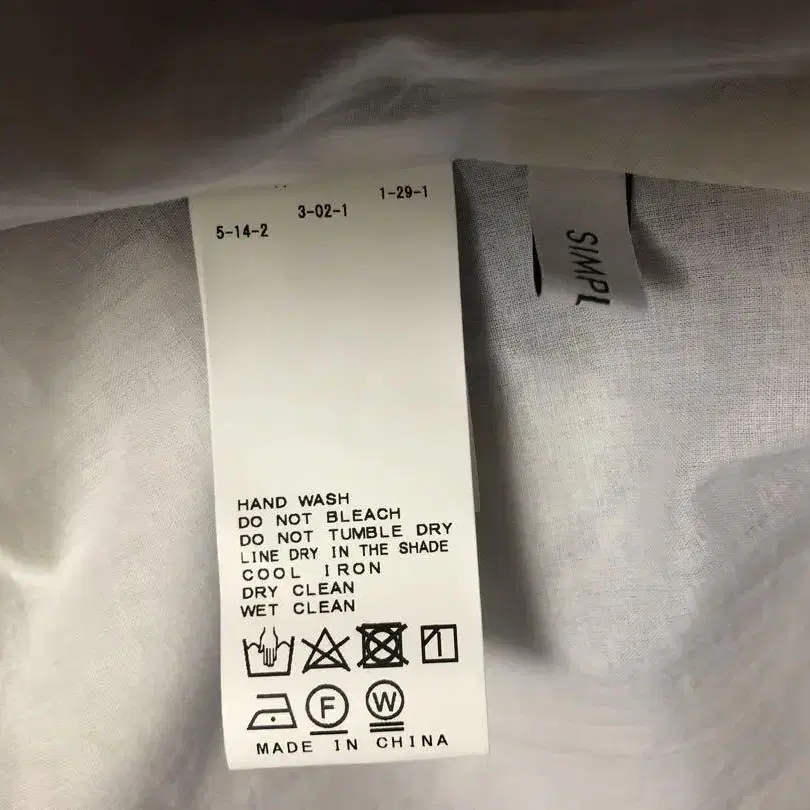 1-29-1
3-02-1
5-14-2
SIMPL
HAND WASH
DO NOT BLEACH
DO NOT TUMBLE DRY
LINE DRY IN THE SHADE
COOL IRON
DRY CLEAN
WET CLEAN
F
W
MADE IN CHINA